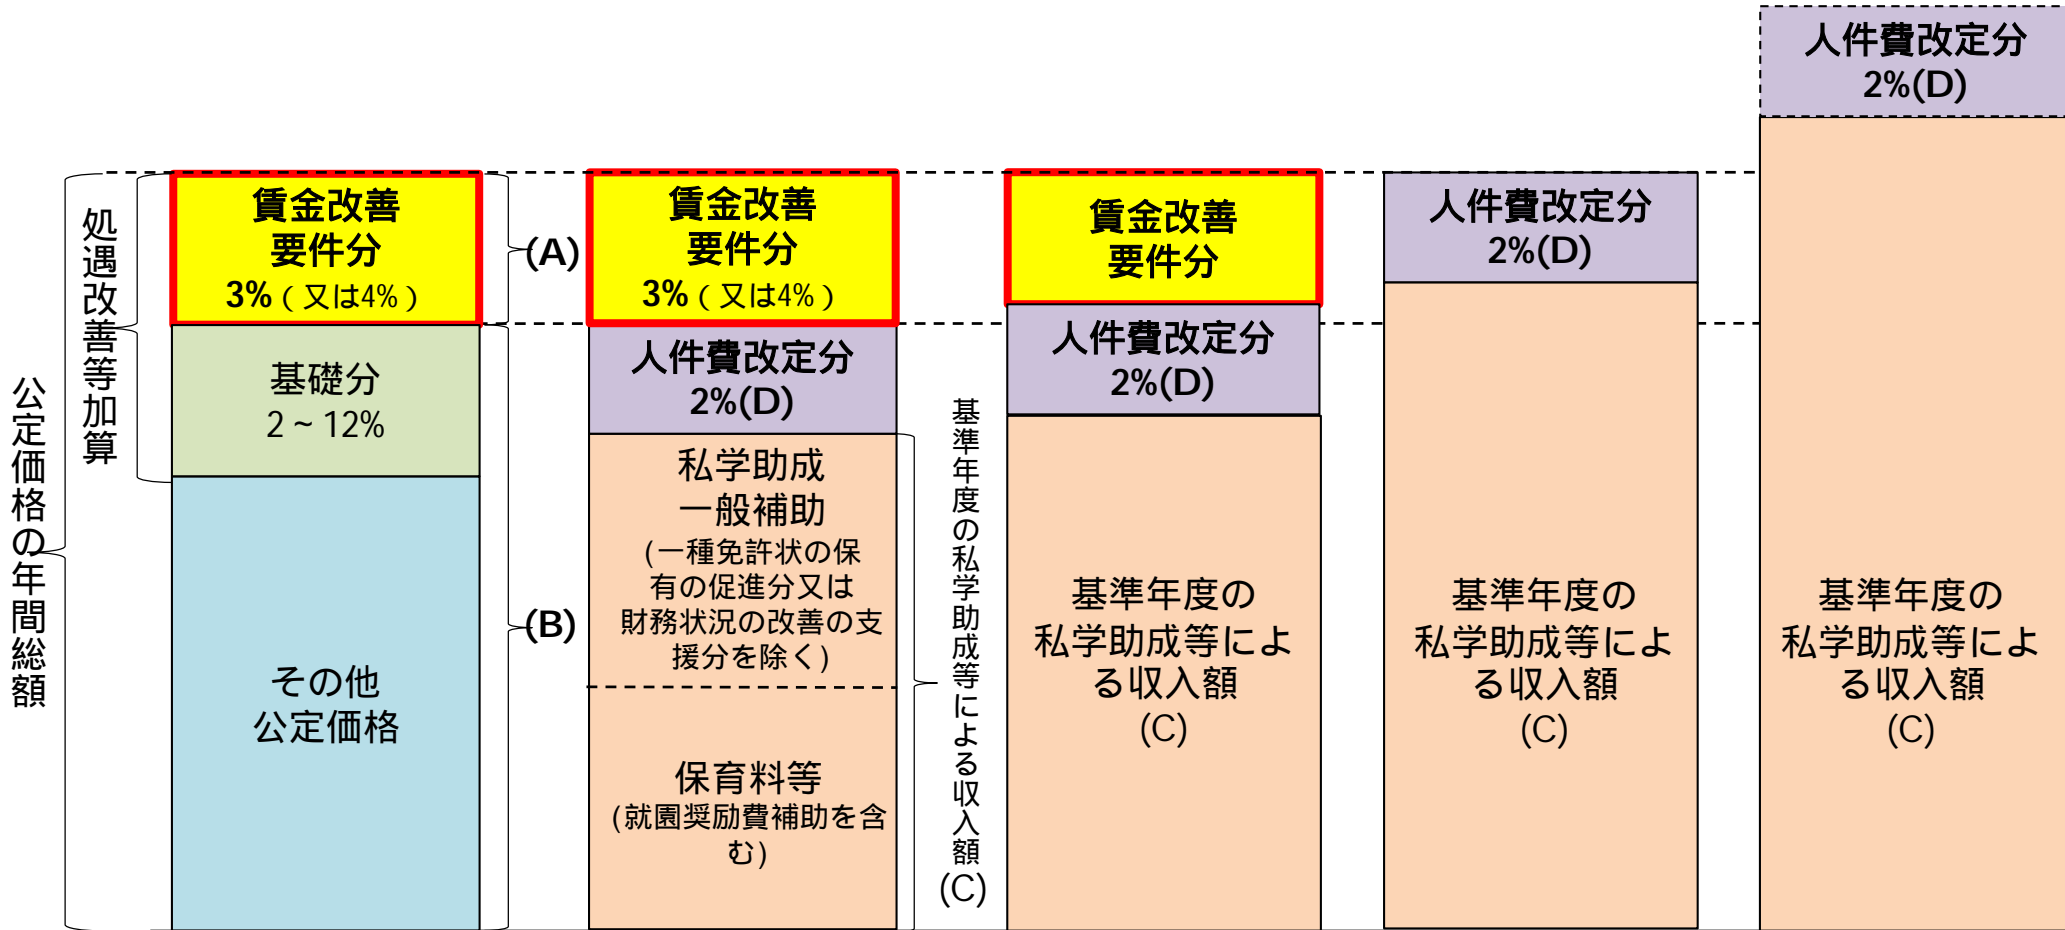 公定価格の年間総額
処遇改善等加算
賃金改善
要件分
3%（又は4%）
基礎分
2～12%
その他
公定価格
(A)
(B)
賃金改善
要件分
3%（又は4%）
人件費改定分
2%(D)
私学助成
一般補助
(一種免許状の保
有の促進分又は
財務状況の改善の支
援分を除く)
保育料等
(就園奨励費補助を含
む)
基準年度の私学助成等による収入額
(C)
賃金改善
要件分
人件費改定分
2%(D)
基準年度の
私学助成等によ
る収入額
(C)
人件費改定分
2%(D)
基準年度の
私学助成等によ
る収入額
(C)
人件費改定分
2%(D)
基準年度の
私学助成等によ
る収入額
(C)